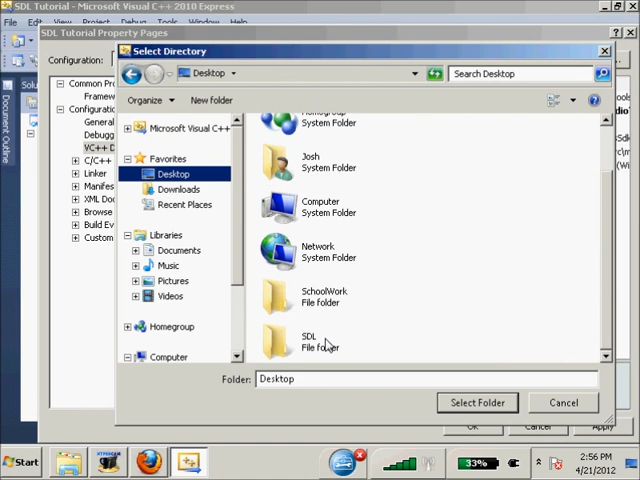 SDL Tutorial - Microsoft Visual C++ 2010 Express
File Edit View Project Debug Tools Window Help
SDL Tutorial Property Pages
Configuration:
Select Directory
Desktop
Search Desktop
Organize
New folder
Document Outline
Solu
Common Pro
Framew
Configuratio
General
Debugg
VC++ D
C/C++
Linker
Manifes
XML Doc
Browse
Build Ev
Custom
Microsoft Visual C++
Favorites
Desktop
Downloads
Recent Places
Libraries
Documents
Music
Pictures
Videos
Homegroup
Computer
Homegroup
System Folder
Josh
System Folder
Computer
System Folder
Network
System Folder
SchoolWork
File folder
SDL
File folder
Folder:
Desktop
Select Folder
Cancel
OK
Cancel
Apply
Start
HYPERCAM
33%
2:56 PM
4/21/2012